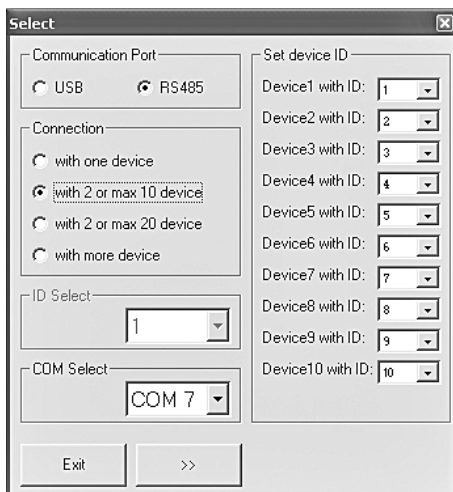 Select
Communication Port
USB
RS485
Connection
with one device
with 2 or max 10 device
with 2 or max 20 device
with more device
ID Select
1
COM Select
COM 7
Exit
>>
Set device ID
Device1 with ID: 1
Device2 with ID: 2
Device3 with ID: 3
Device4 with ID: 4
Device5 with ID: 5
Device6 with ID: 6
Device7 with ID: 7
Device8 with ID: 8
Device9 with ID: 9
Device10 with ID: 10